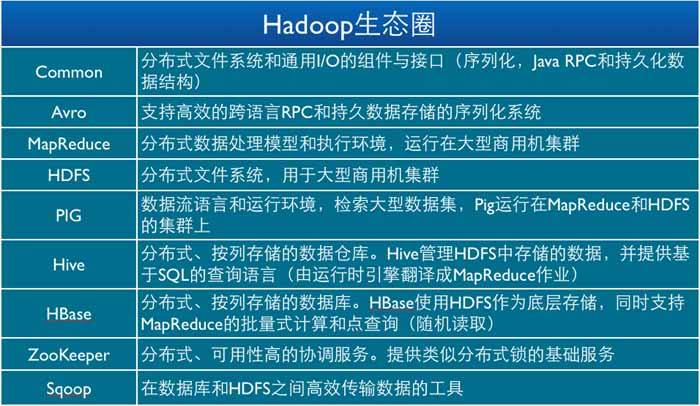 Hadoop生态圈
Common
分布式文件系统和通用I/O的组件与接口（序列化，Java RPC和持久化数
据结构）
Avro
支持高效的跨语言RPC和持久数据存储的序列化系统
MapReduce
分布式数据处理模型和执行环境，运行在大型商用机集群
HDFS
分布式文件系统，用于大型商用机集群
PIG
数据流语言和运行环境，检索大型数据集，Pig运行在MapReduce和HDFS
的集群上
Hive
分布式、按列存储的数据仓库。Hive管理HDFS中存储的数据，并提供基
于SQL的查询语言（由运行时引擎翻译成MapReduce作业）
HBase
分布式、按列存储的数据库。HBase使用HDFS作为底层存储，同时支持
MapReduce的批量式计算和点查询（随机读取）
ZooKeeper
分布式、可用性高的协调服务。提供类似分布式锁的基础服务
Sqoop
在数据库和HDFS之间高效传输数据的工具